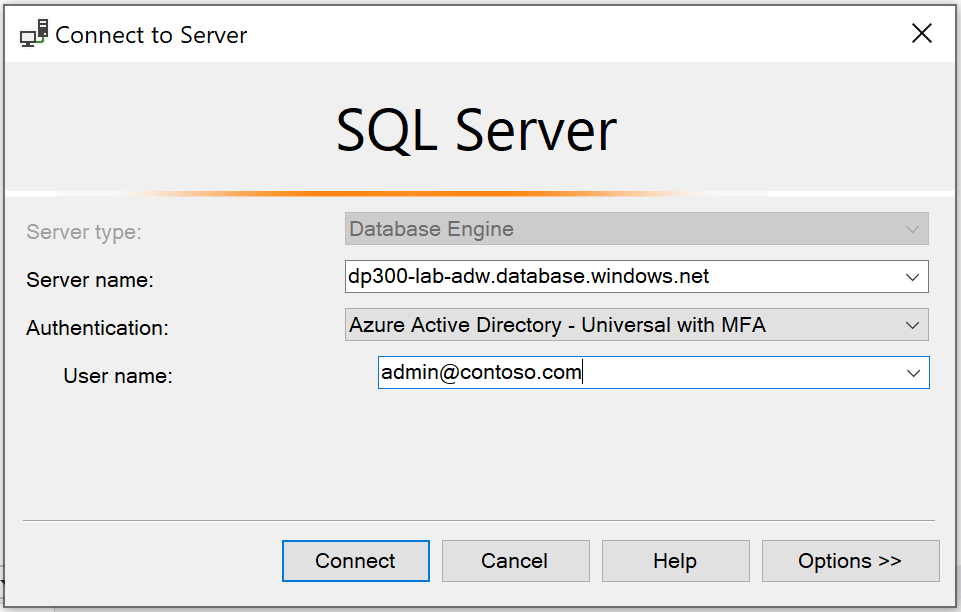 Connect to Server
SQL Server
Server type: Database Engine
Server name: dp300-lab-adw.database.windows.net
Authentication: Azure Active Directory - Universal with MFA
User name: admin@contoso.com
Connect Cancel Help Options >>